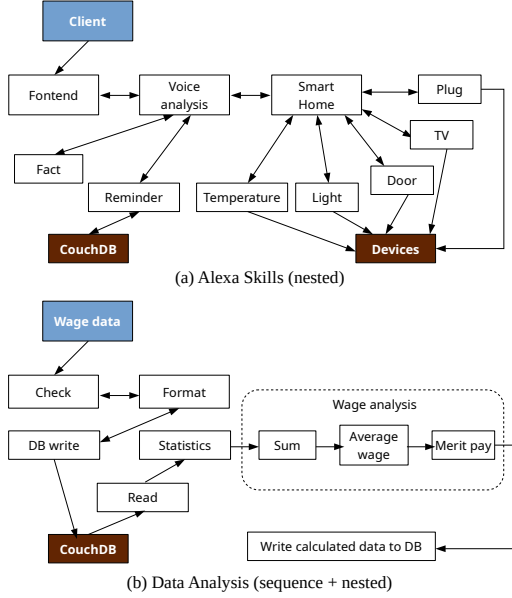 Client
Fontend
Voice
analysis
Smart
Home
Plug
TV
Fact
Door
Reminder
Temperature
Light
CouchDB
Devices
(a) Alexa Skills (nested)
Wage data
Check
Format
Wage analysis
DB write
Statistics
Sum
Average
wage
Merit pay
Read
CouchDB
Write calculated data to DB
(b) Data Analysis (sequence + nested)